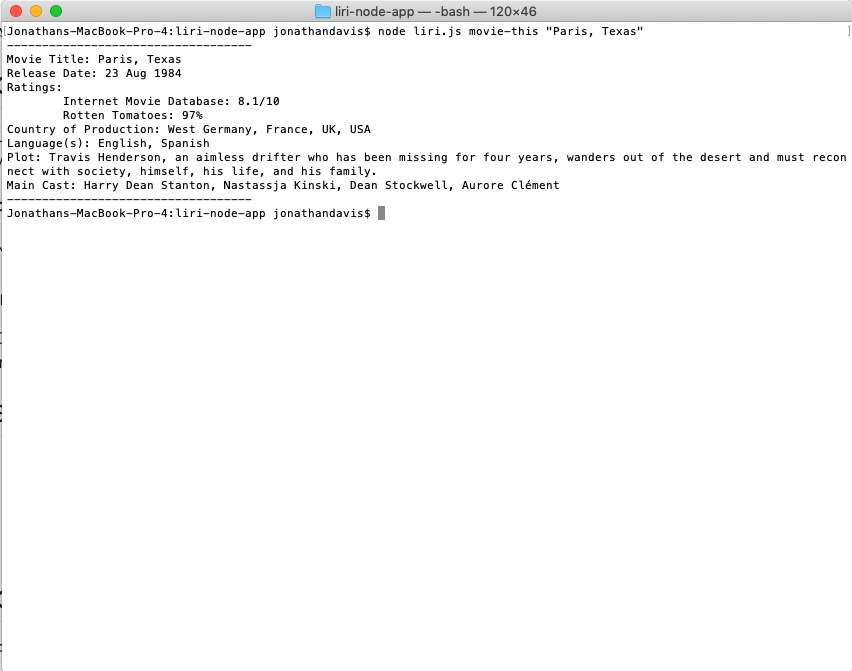 liri-node-app — -bash — 120×46
[Jonathans-MacBook-Pro-4:liri-node-app jonathandavis$ node liri.js movie-this "Paris, Texas"                             ]
-----------------------------------
Movie Title: Paris, Texas
Release Date: 23 Aug 1984
Ratings:
        Internet Movie Database: 8.1/10
        Rotten Tomatoes: 97%
Country of Production: West Germany, France, UK, USA
Language(s): English, Spanish
Plot: Travis Henderson, an aimless drifter who has been missing for four years, wanders out of the desert and must recon
nect with society, himself, his life, and his family.
Main Cast: Harry Dean Stanton, Nastassja Kinski, Dean Stockwell, Aurore Clément
-----------------------------------
Jonathans-MacBook-Pro-4:liri-node-app jonathandavis$